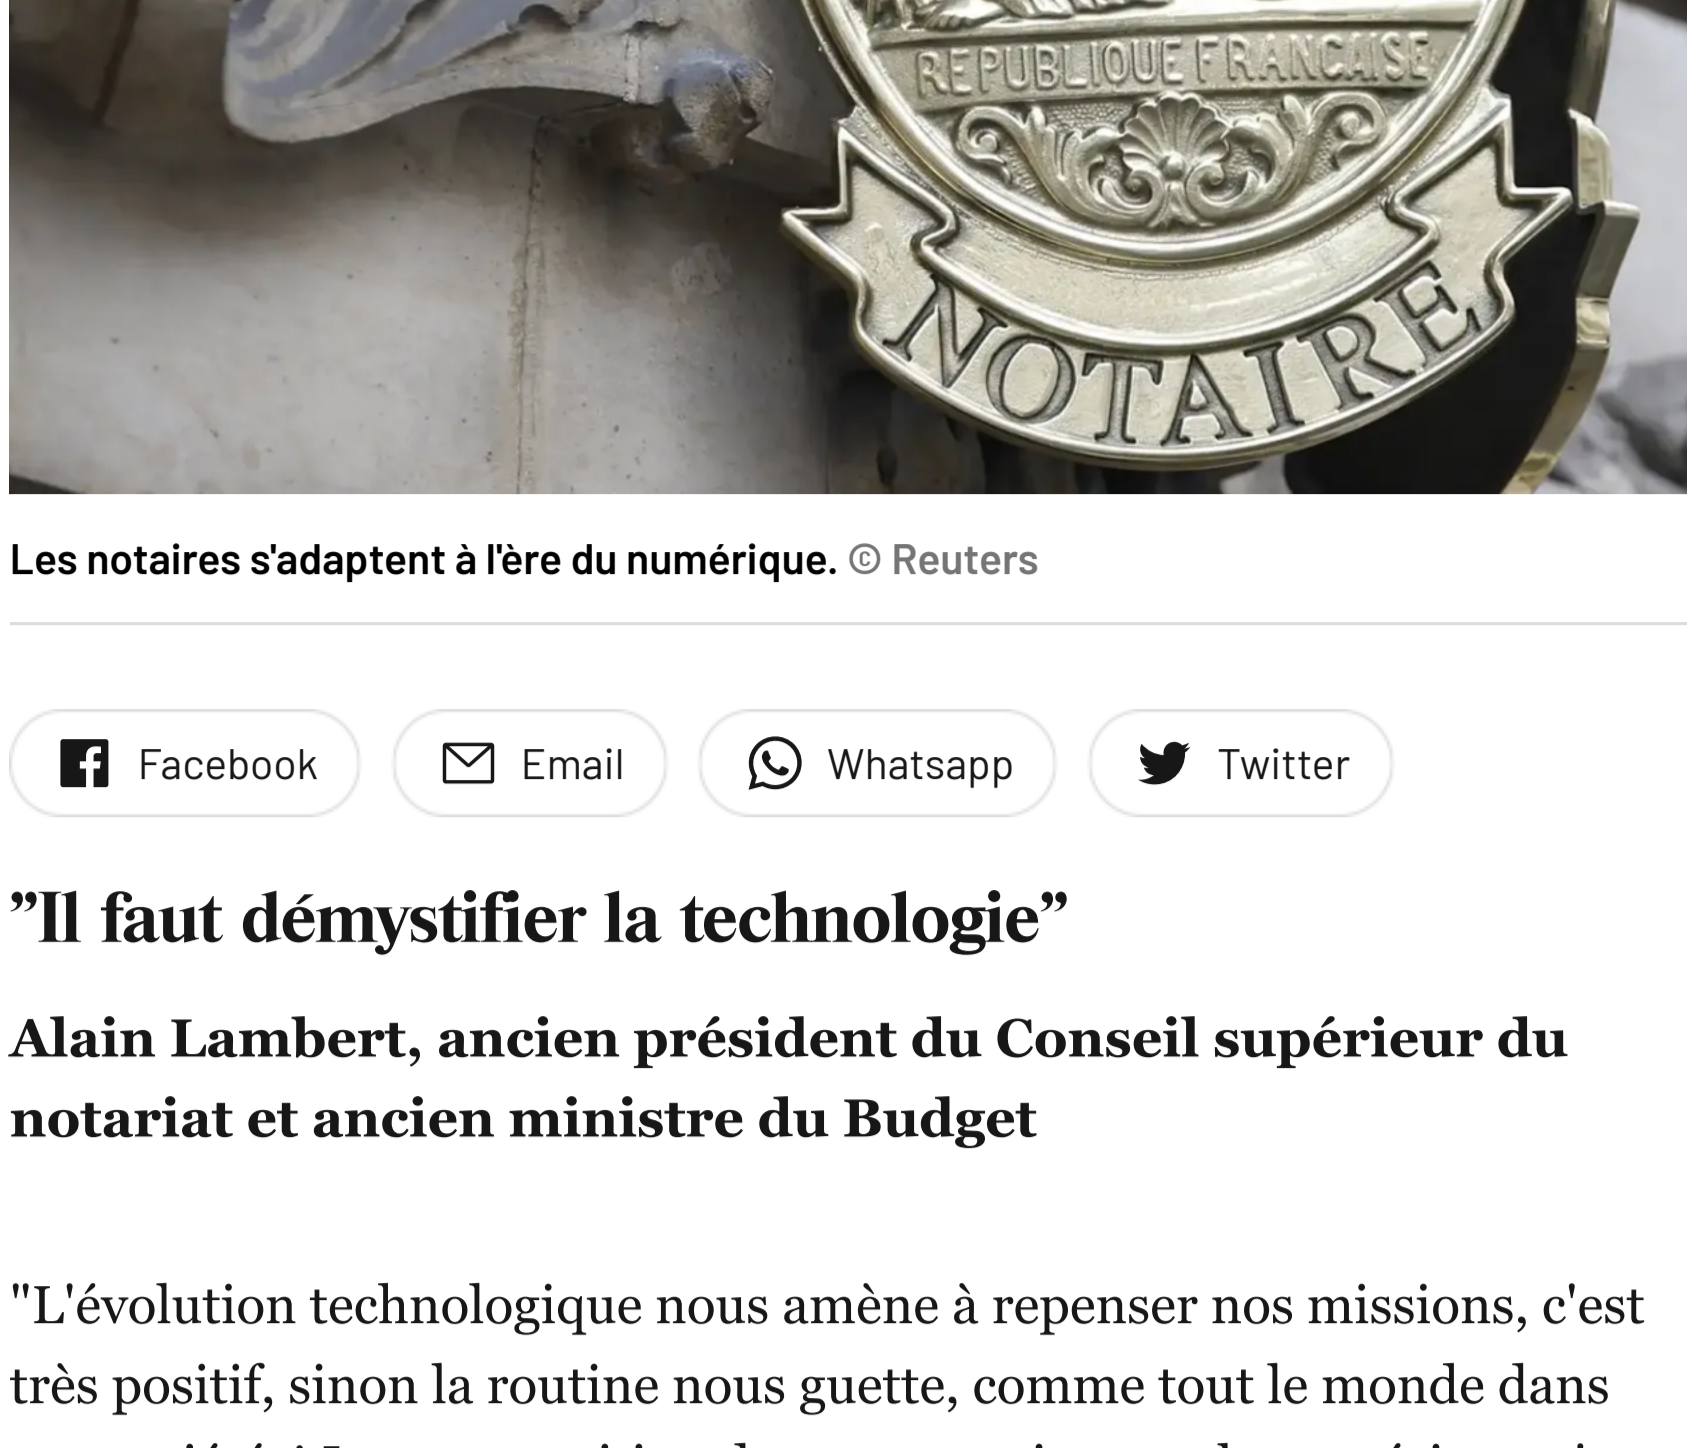 REPUBLIQUE FRANCAISE
NOTAIRE
Les notaires s'adaptent à l'ère du numérique. © Reuters
Facebook
Email
Whatsapp
Twitter
”Il faut démystifier la technologie”
Alain Lambert, ancien président du Conseil supérieur du
notariat et ancien ministre du Budget
"L'évolution technologique nous amène à repenser nos missions, c'est
très positif, sinon la routine nous guette, comme tout le monde dans